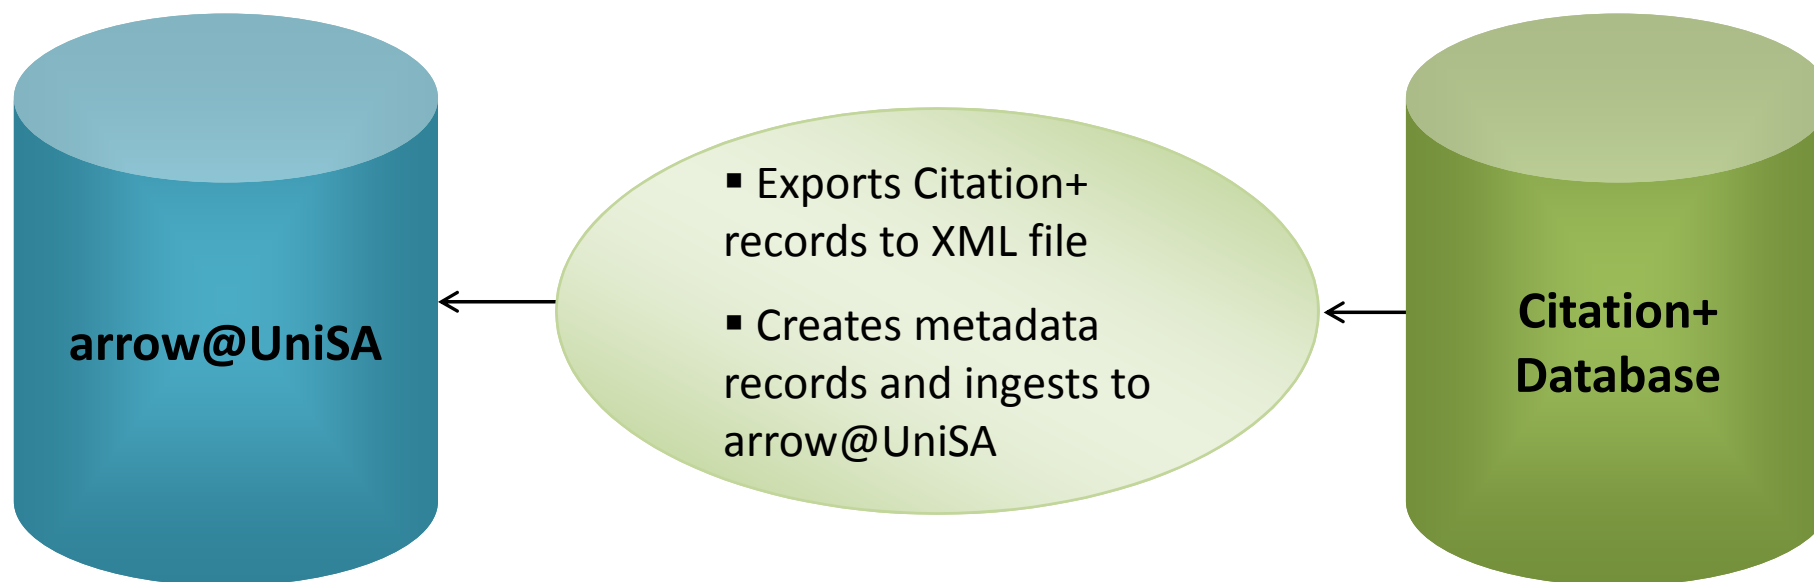 arrow@UniSA
▪ Exports Citation+
records to XML file
▪ Creates metadata
records and ingests to
arrow@UniSA
Citation+
Database